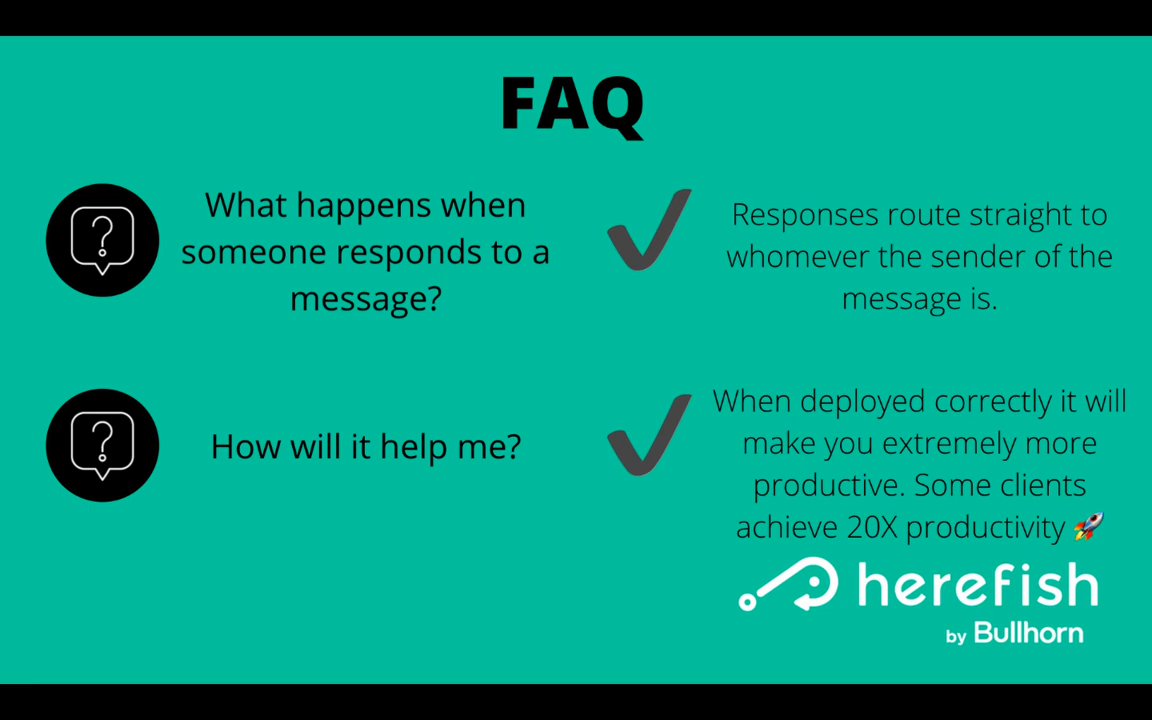 FAQ
What happens when
someone responds to a
message?
Responses route straight to
whomever the sender of the
message is.
How will it help me?
When deployed correctly it will
make you extremely more
productive. Some clients
achieve 20X productivity 🚀
herefish
by Bullhorn